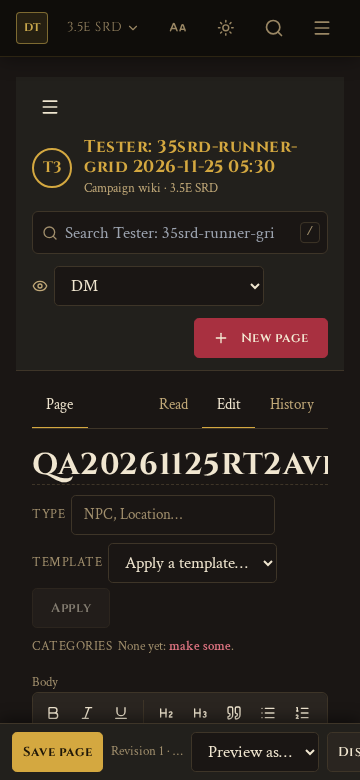 DT 3.5E SRD AA
T3 Tester: 35srd-runner-
grid 2026-11-25 05:30
Campaign wiki · 3.5E SRD
Search Tester: 35srd-runner-gri /
DM
+ New page
Page Read Edit History
TYPE NPC, Location...
TEMPLATE Apply a template...
Apply
CATEGORIES None yet: make some.
Body
B I U H2 H3
Save page Revision 1 · ... Preview as...